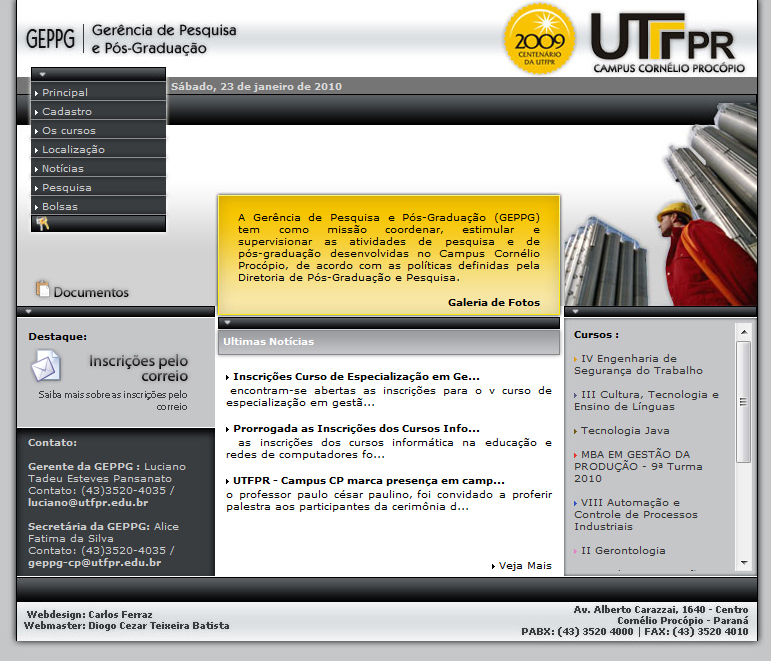 GEPPG
Gerência de Pesquisa
e Pós-Graduação
2009
CENTENÁRIO
DA UTFPR
UTFPR
CAMPUS CORNÉLIO PROCÓPIO
Sábado, 23 de janeiro de 2010
Principal
Cadastro
Os cursos
Localização
Notícias
Pesquisa
Bolsas
Documentos
A Gerência de Pesquisa e Pós-Graduação (GEPPG)
tem como missão coordenar, estimular e
supervisionar as atividades de pesquisa e de
pós-graduação desenvolvidas no Campus Cornélio
Procópio, de acordo com as políticas definidas pela
Diretoria de Pós-Graduação e Pesquisa.
Galeria de Fotos
Destaque:
Inscrições pelo
correio
Saiba mais sobre as inscrições pelo
correio
Contato:
Gerente da GEPPG : Luciano
Tadeu Esteves Pansanato
Contato: (43)3520-4035 /
luciano@utfpr.edu.br
Secretária da GEPPG: Alice
Fatima da Silva
Contato: (43)3520-4035 /
geppg-cp@utfpr.edu.br
Ultimas Notícias
Inscrições Curso de Especialização em Ge...
encontram-se abertas as inscrições para o v curso de
especialização em gestã...
Prorrogada as Inscrições dos Cursos Info...
as inscrições dos cursos informática na educação e
redes de computadores fo...
UTFPR - Campus CP marca presença em camp...
o professor paulo césar paulino, foi convidado a proferir
palestra aos participantes da cerimônia d...
Veja Mais
Cursos :
IV Engenharia de
Segurança do Trabalho
III Cultura, Tecnologia e
Ensino de Línguas
Tecnologia Java
MBA EM GESTÃO DA
PRODUÇÃO - 9ª Turma
2010
VIII Automação e
Controle de Processos
Industriais
II Gerontologia
Webdesign: Carlos Ferraz
Webmaster: Diogo Cezar Teixeira Batista
Av. Alberto Carazzai, 1640 - Centro
Cornélio Procópio - Paraná
PABX: (43) 3520 4000 | FAX: (43) 3520 4010